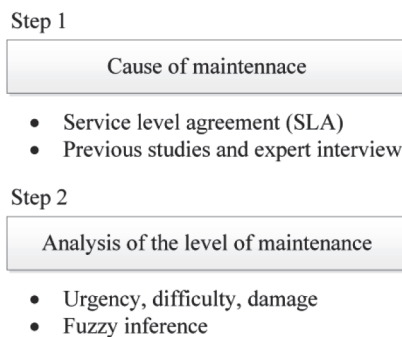 Step 1
Cause of maintennace
• Service level agreement (SLA)
• Previous studies and expert interview
Step 2
Analysis of the level of maintenance
• Urgency, difficulty, damage
• Fuzzy inference